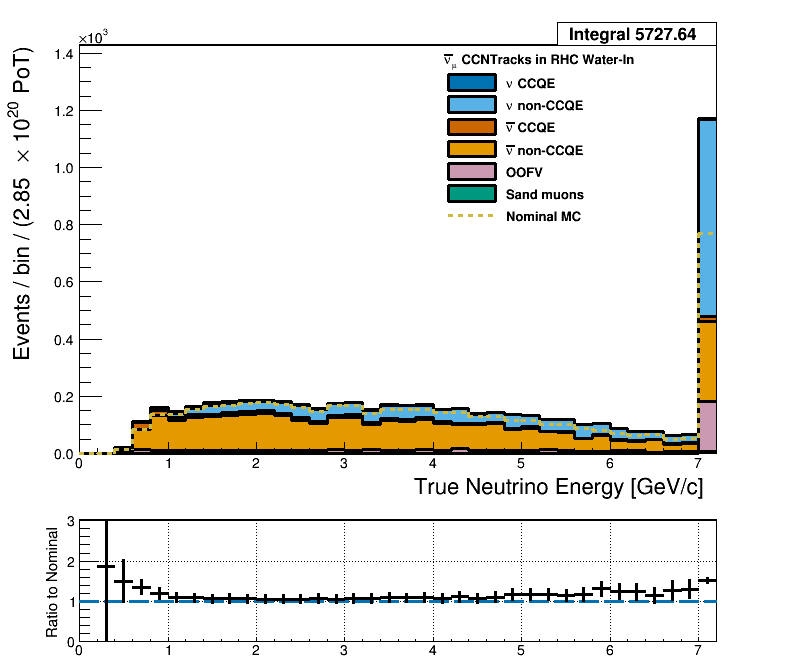 Integral 5727.64
×10³
Events / bin / (2.85 × 10²⁰ PoT)
1.4
1.2
1.0
0.8
0.6
0.4
0.2
0.0
ν̅μ CCNTracks in RHC Water-In
ν CCQE
ν non-CCQE
ν̅ CCQE
ν̅ non-CCQE
OOFV
Sand muons
Nominal MC
0 1 2 3 4 5 6 7
True Neutrino Energy [GeV/c]
Ratio to Nominal
3
2
1
0
0 1 2 3 4 5 6 7